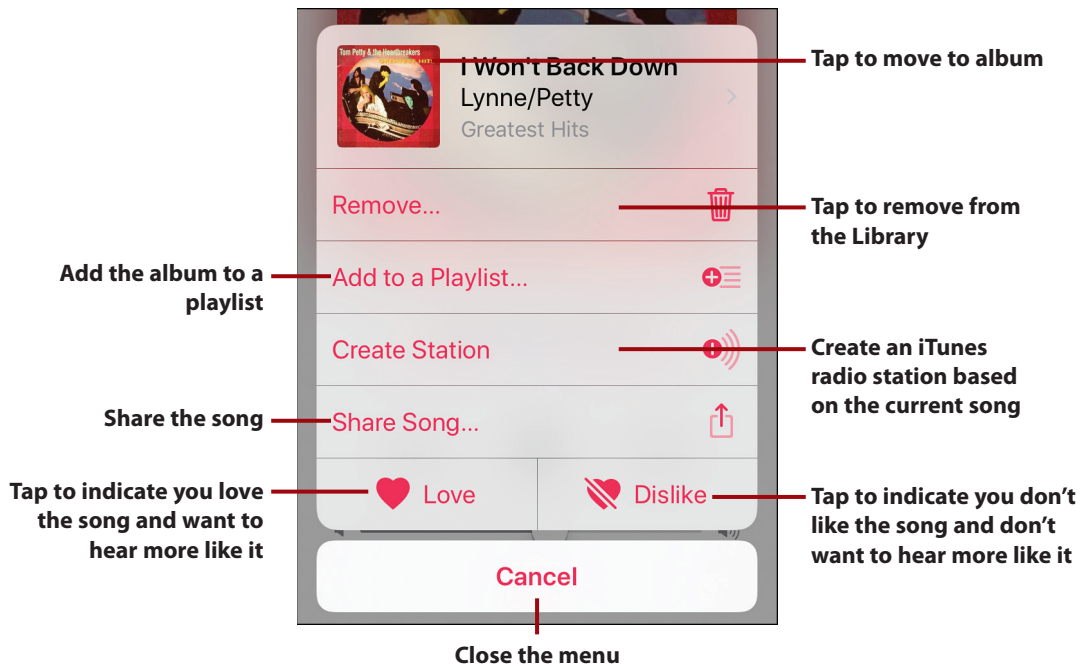 Tom Petty & the Heartbreakers
GREATEST HITS
I Won't Back Down
Lynne/Petty
Greatest Hits
Tap to move to album
Remove...
Tap to remove from
the Library
Add the album to a
playlist
Add to a Playlist...
Create Station
Create an iTunes
radio station based
on the current song
Share the song
Share Song...
Tap to indicate you love
the song and want to
hear more like it
Love
Dislike
Tap to indicate you don't
like the song and don't
want to hear more like it
Cancel
Close the menu